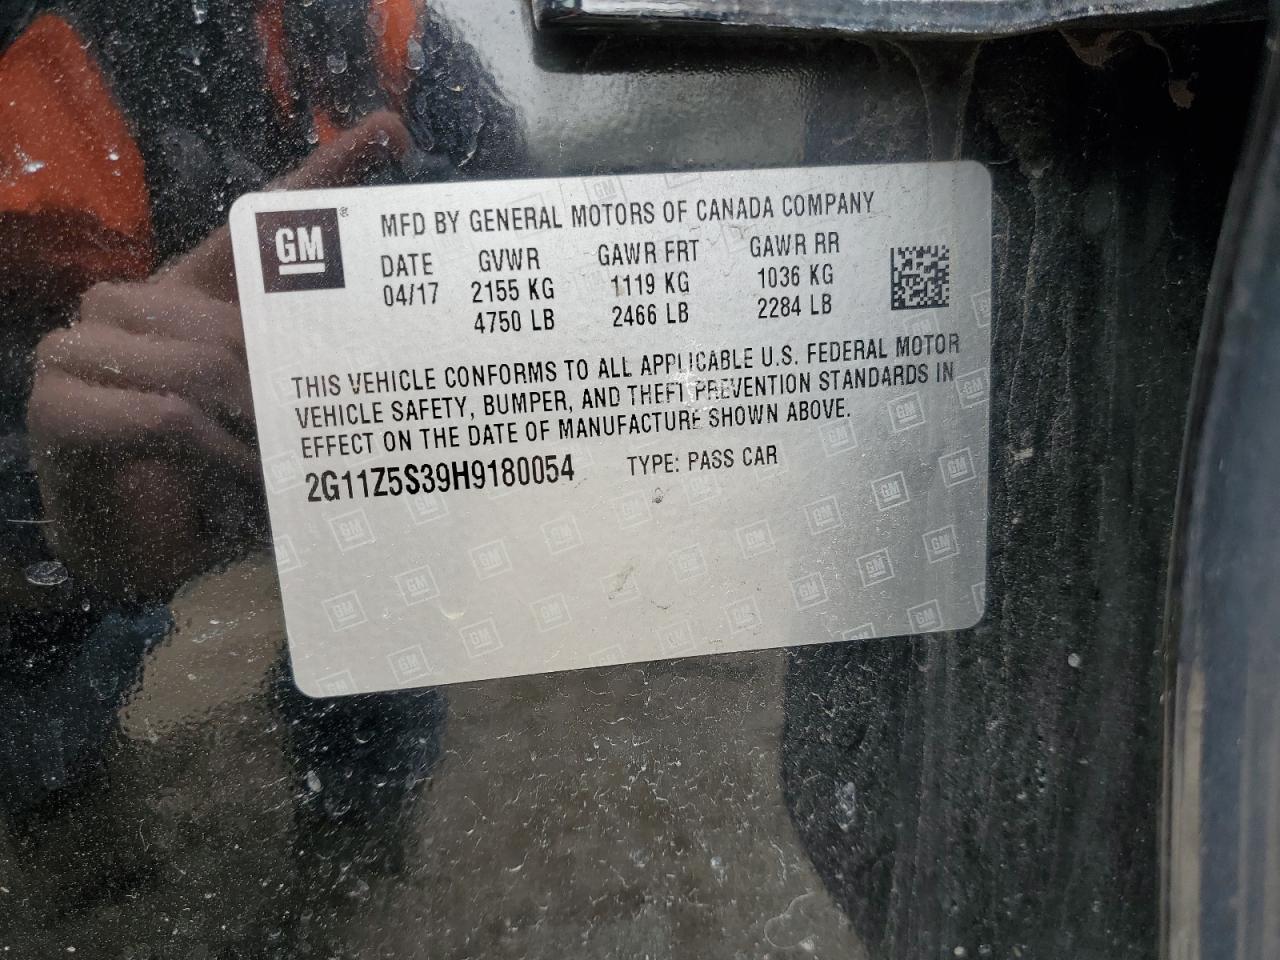 GM ® MFD BY GENERAL MOTORS OF CANADA COMPANY
DATE GVWR GAWR FRT GAWR RR
04/17 2155 KG 1119 KG 1036 KG
4750 LB 2466 LB 2284 LB
THIS VEHICLE CONFORMS TO ALL APPLICABLE U.S. FEDERAL MOTOR
VEHICLE SAFETY, BUMPER, AND THEFT PREVENTION STANDARDS IN
EFFECT ON THE DATE OF MANUFACTURE SHOWN ABOVE.
2G11Z5S39H9180054 TYPE: PASS CAR